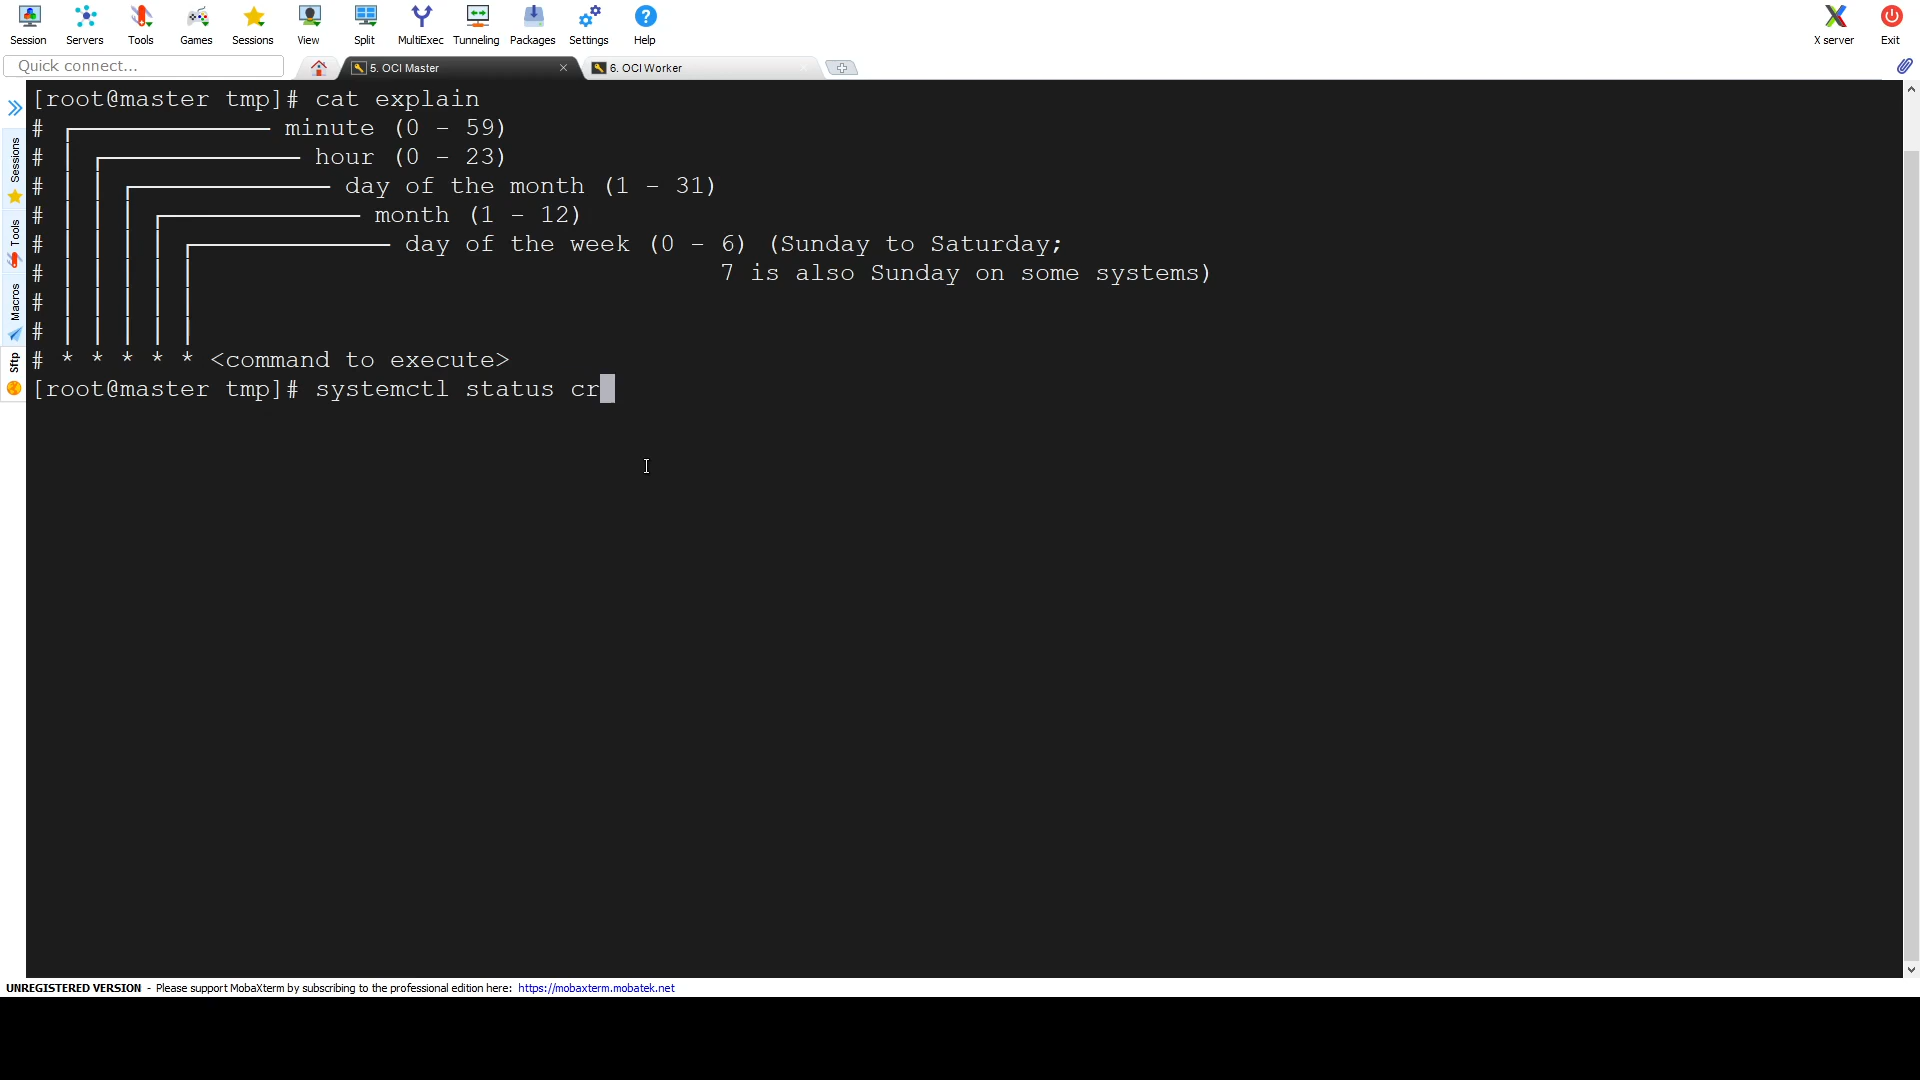 Session Servers Tools Games Sessions View Split MultiExec Tunneling Packages Settings Help X server Exit
Quick connect... 5. OCI Master 6. OCI Worker
[root@master tmp]# cat explain
# ┌───────────── minute (0 - 59)
# │ ┌───────────── hour (0 - 23)
# │ │ ┌───────────── day of the month (1 - 31)
# │ │ │ ┌───────────── month (1 - 12)
# │ │ │ │ ┌───────────── day of the week (0 - 6) (Sunday to Saturday;
# │ │ │ │ │ 7 is also Sunday on some systems)
# │ │ │ │ │
# │ │ │ │ │
# * * * * * <command to execute>
[root@master tmp]# systemctl status cr
Sessions
Tools
Macros
Sftp
UNREGISTERED VERSION - Please support MobaXterm by subscribing to the professional edition here: https://mobaxterm.mobatek.net